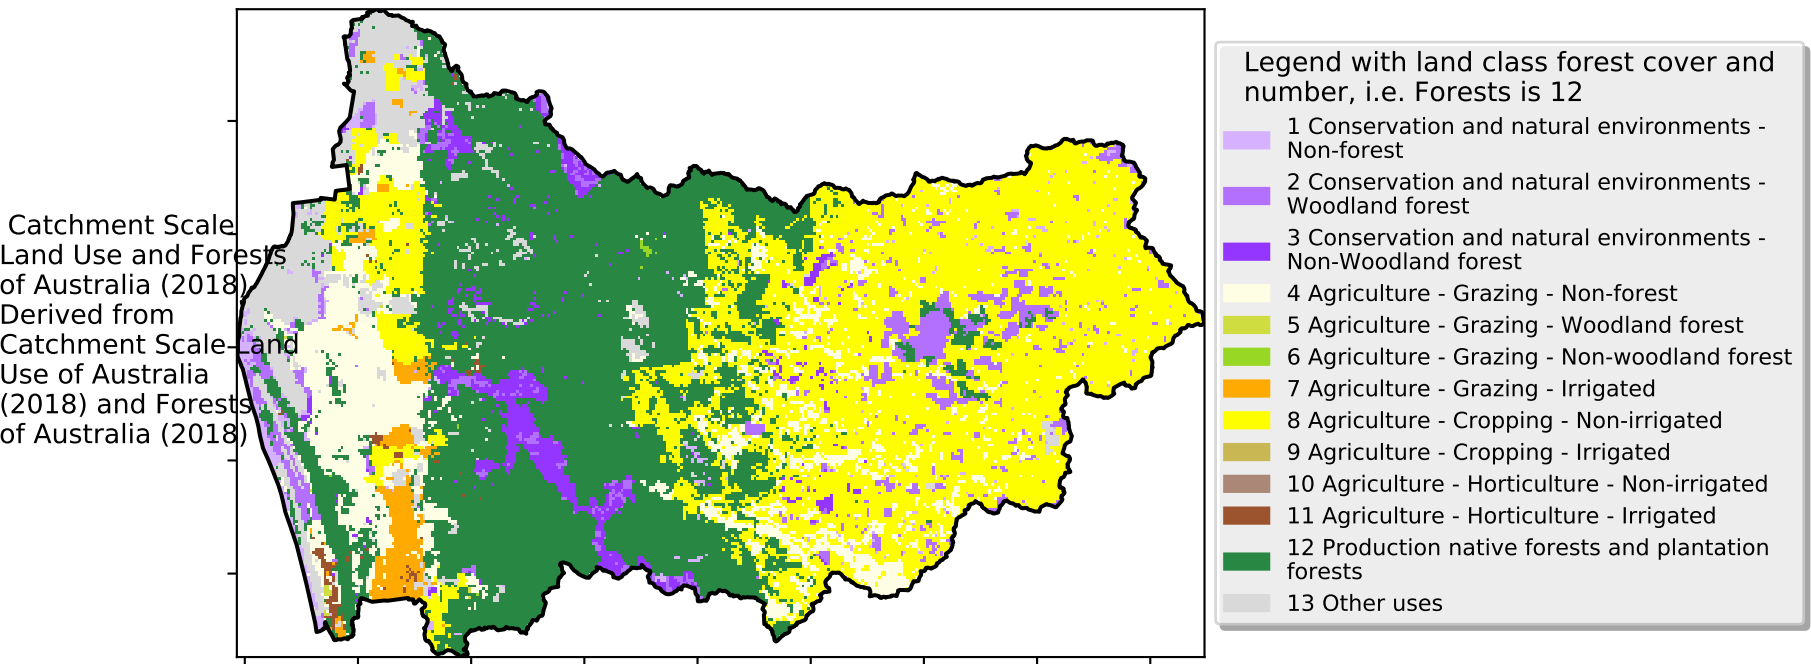 Catchment Scale
Land Use and Forests
of Australia (2018)
Derived from
Catchment Scale Land
Use of Australia
(2018) and Forests
of Australia (2018)
Legend with land class forest cover and
number, i.e. Forests is 12
1 Conservation and natural environments -
Non-forest
2 Conservation and natural environments -
Woodland forest
3 Conservation and natural environments -
Non-Woodland forest
4 Agriculture - Grazing - Non-forest
5 Agriculture - Grazing - Woodland forest
6 Agriculture - Grazing - Non-woodland forest
7 Agriculture - Grazing - Irrigated
8 Agriculture - Cropping - Non-irrigated
9 Agriculture - Cropping - Irrigated
10 Agriculture - Horticulture - Non-irrigated
11 Agriculture - Horticulture - Irrigated
12 Production native forests and plantation
forests
13 Other uses